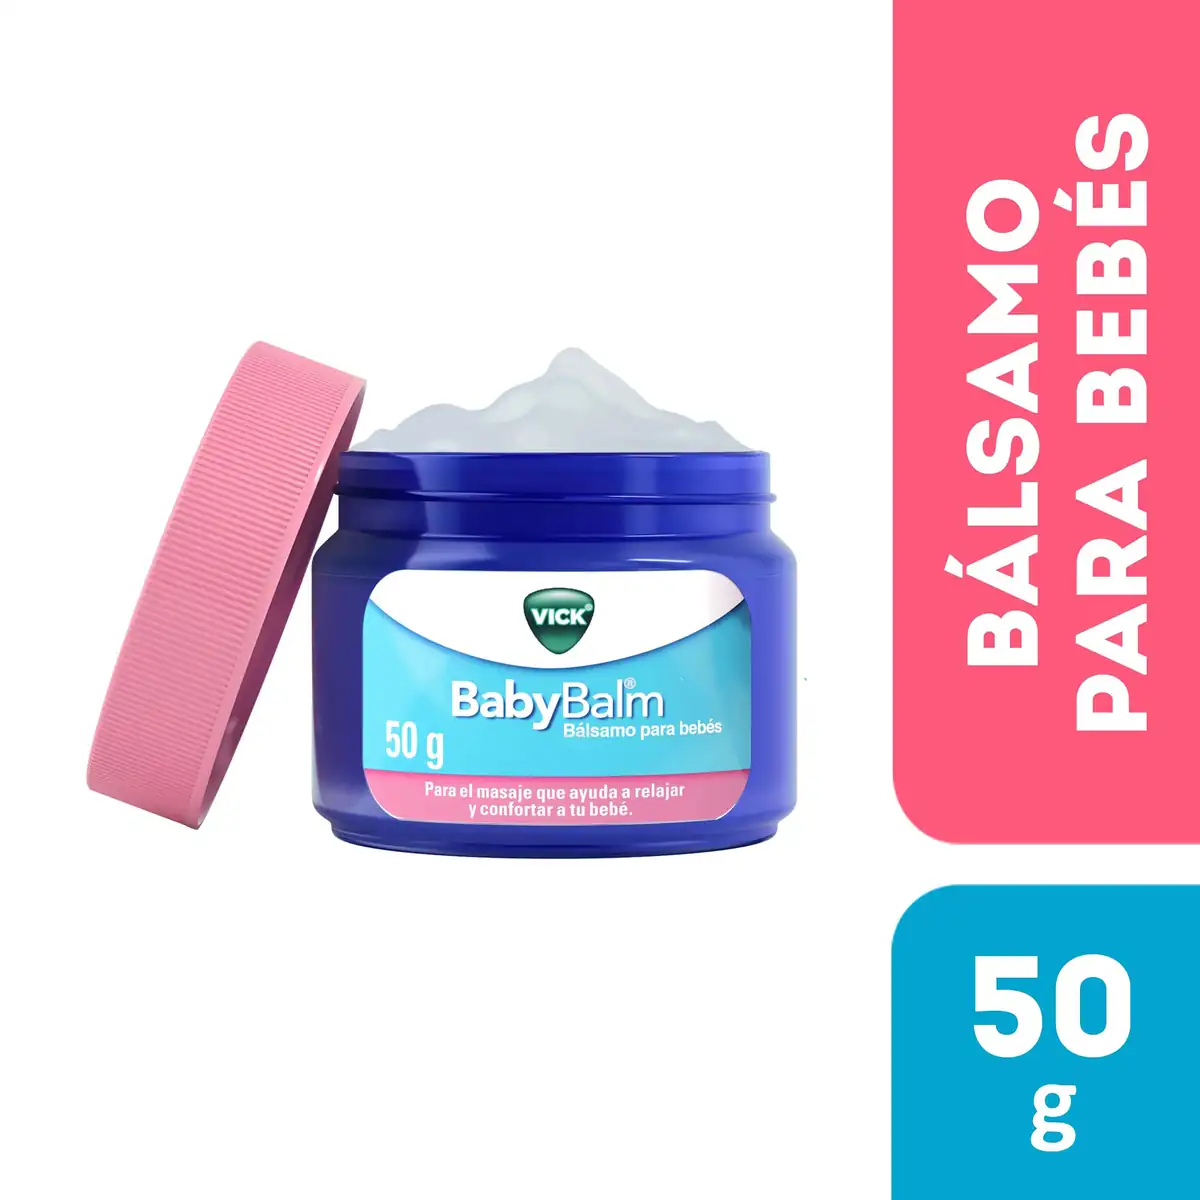 VICK®
BabyBalm®
Bálsamo para bebés
50 g
Para el masaje que ayuda a relajar
y confortar a tu bebé.
BÁLSAMO
PARA BEBÉS
50
g